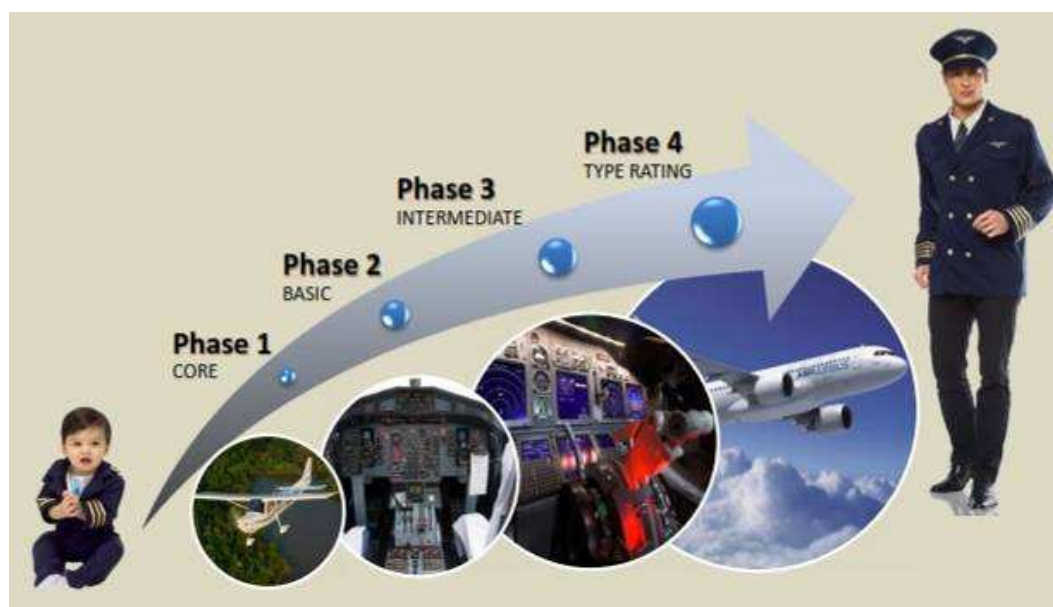 Phase 1
CORE
Phase 2
BASIC
Phase 3
INTERMEDIATE
Phase 4
TYPE RATING